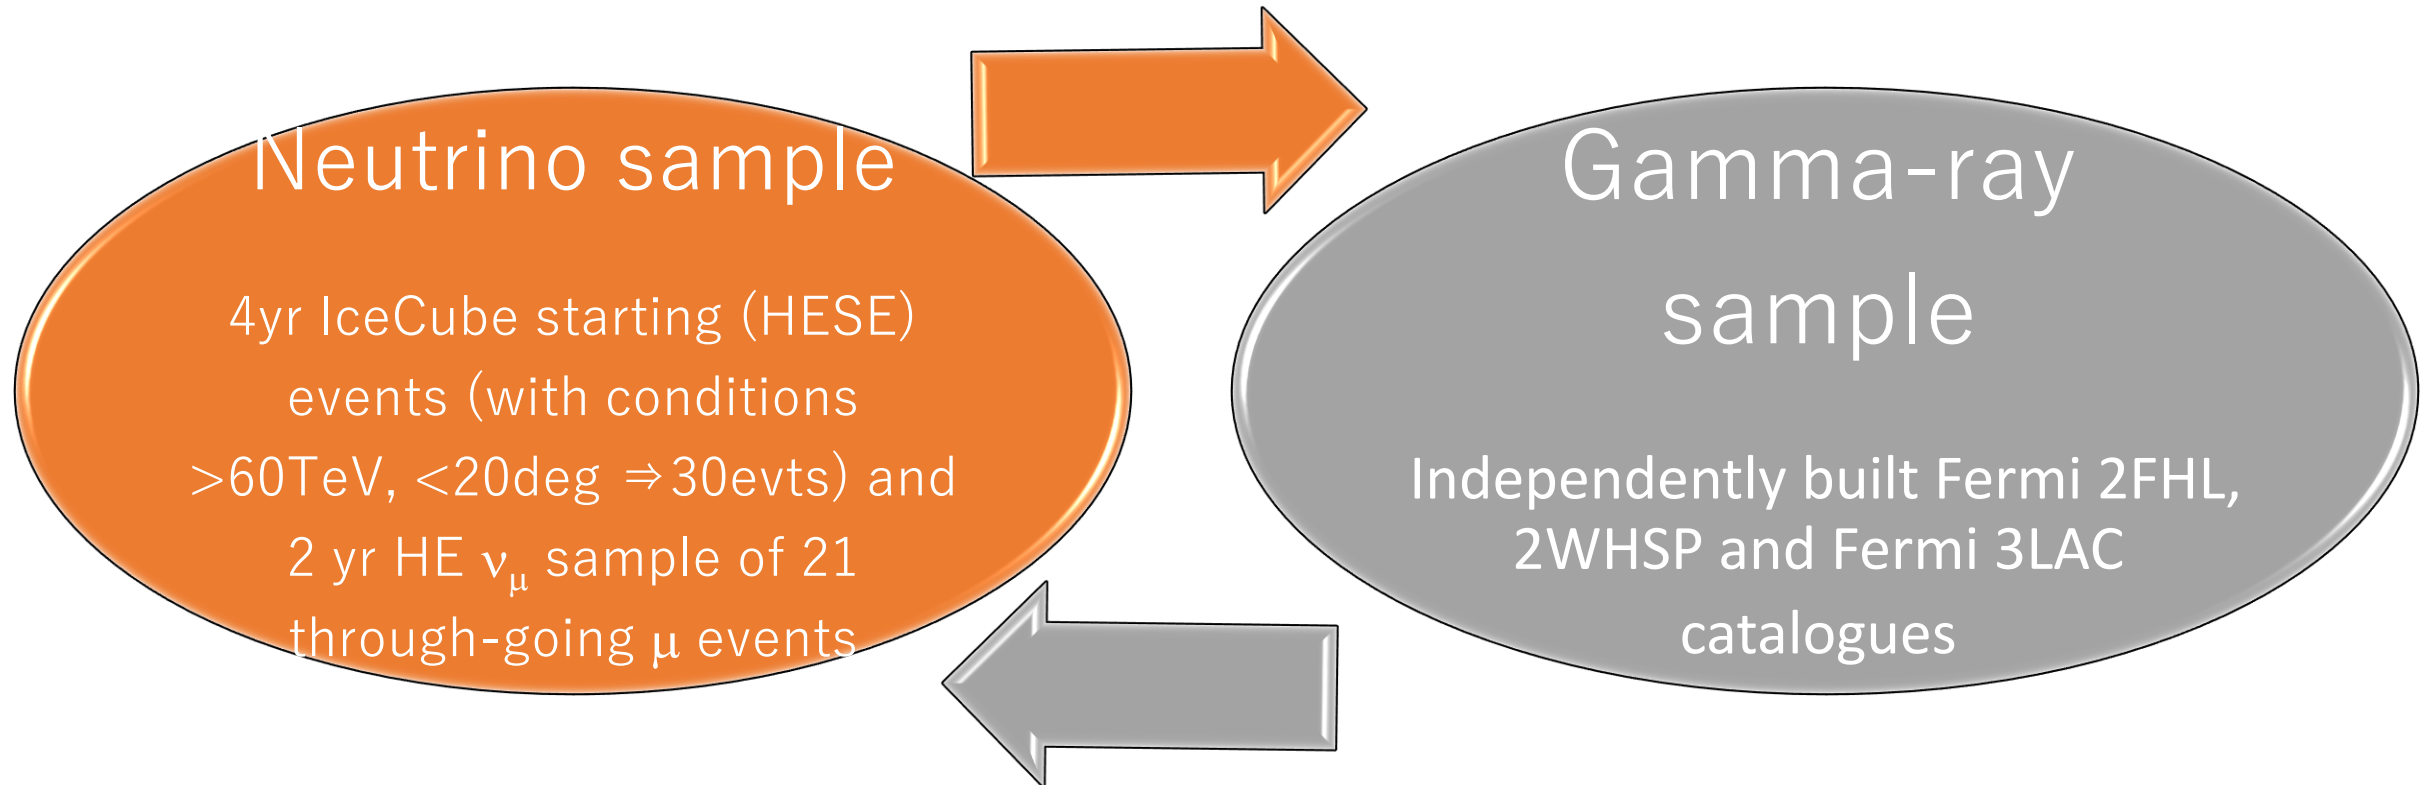 Neutrino sample
4yr IceCube starting (HESE)
events (with conditions
>60TeV, <20deg ⇒30evts) and
2 yr HE νμ sample of 21
through-going μ events
Gamma-ray
sample
Independently built Fermi 2FHL,
2WHSP and Fermi 3LAC
catalogues